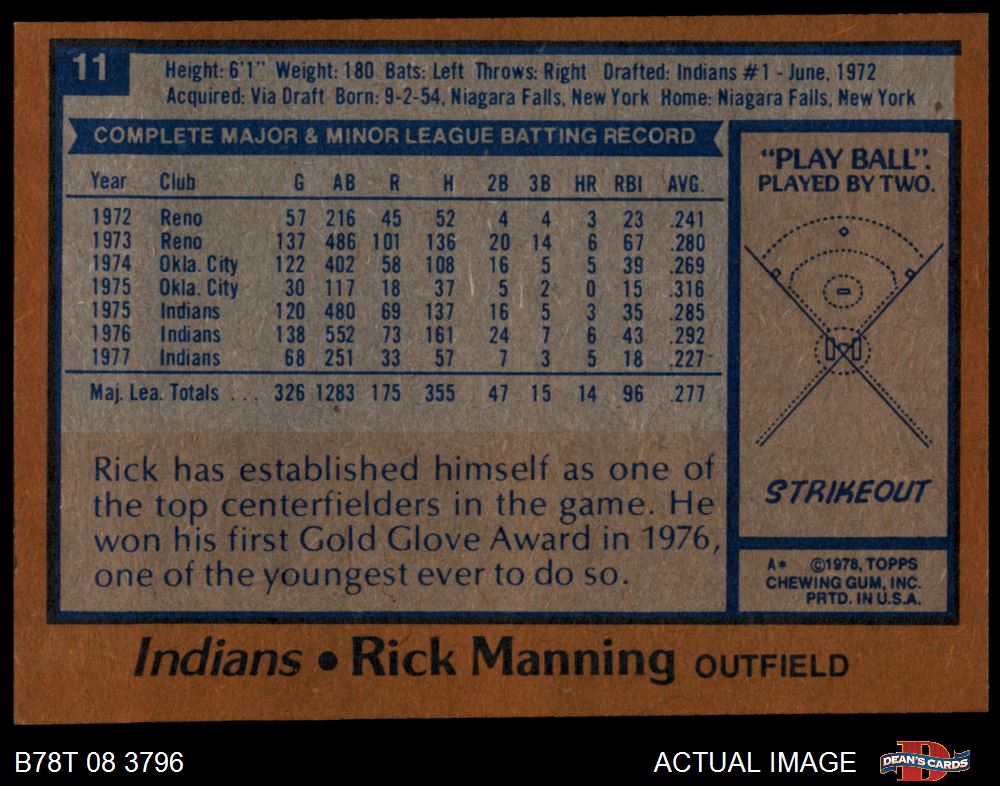 11
Height: 6'1" Weight: 180 Bats: Left Throws: Right Drafted: Indians #1 - June, 1972
Acquired: Via Draft Born: 9-2-54, Niagara Falls, New York Home: Niagara Falls, New York
COMPLETE MAJOR & MINOR LEAGUE BATTING RECORD
Year Club G AB R H 2B 3B HR RBI AVG.
1972 Reno 57 216 45 52 4 4 3 23 .241
1973 Reno 137 486 101 136 20 14 6 67 .280
1974 Okla. City 122 402 58 108 16 5 5 39 .269
1975 Okla. City 30 117 18 37 5 2 0 15 .316
1975 Indians 120 480 69 137 16 5 3 35 .285
1976 Indians 138 552 73 161 24 7 6 43 .292
1977 Indians 68 251 33 57 7 3 5 18 .227
Maj. Lea. Totals . . . 326 1283 175 355 47 15 14 96 .277
Rick has established himself as one of
the top centerfielders in the game. He
won his first Gold Glove Award in 1976,
one of the youngest ever to do so.
"PLAY BALL".
PLAYED BY TWO.
STRIKEOUT
A* ©1978, TOPPS
CHEWING GUM, INC.
PRTD. IN U.S.A.
Indians • Rick Manning OUTFIELD
B78T 08 3796
ACTUAL IMAGE
D
DEAN'S CARDS